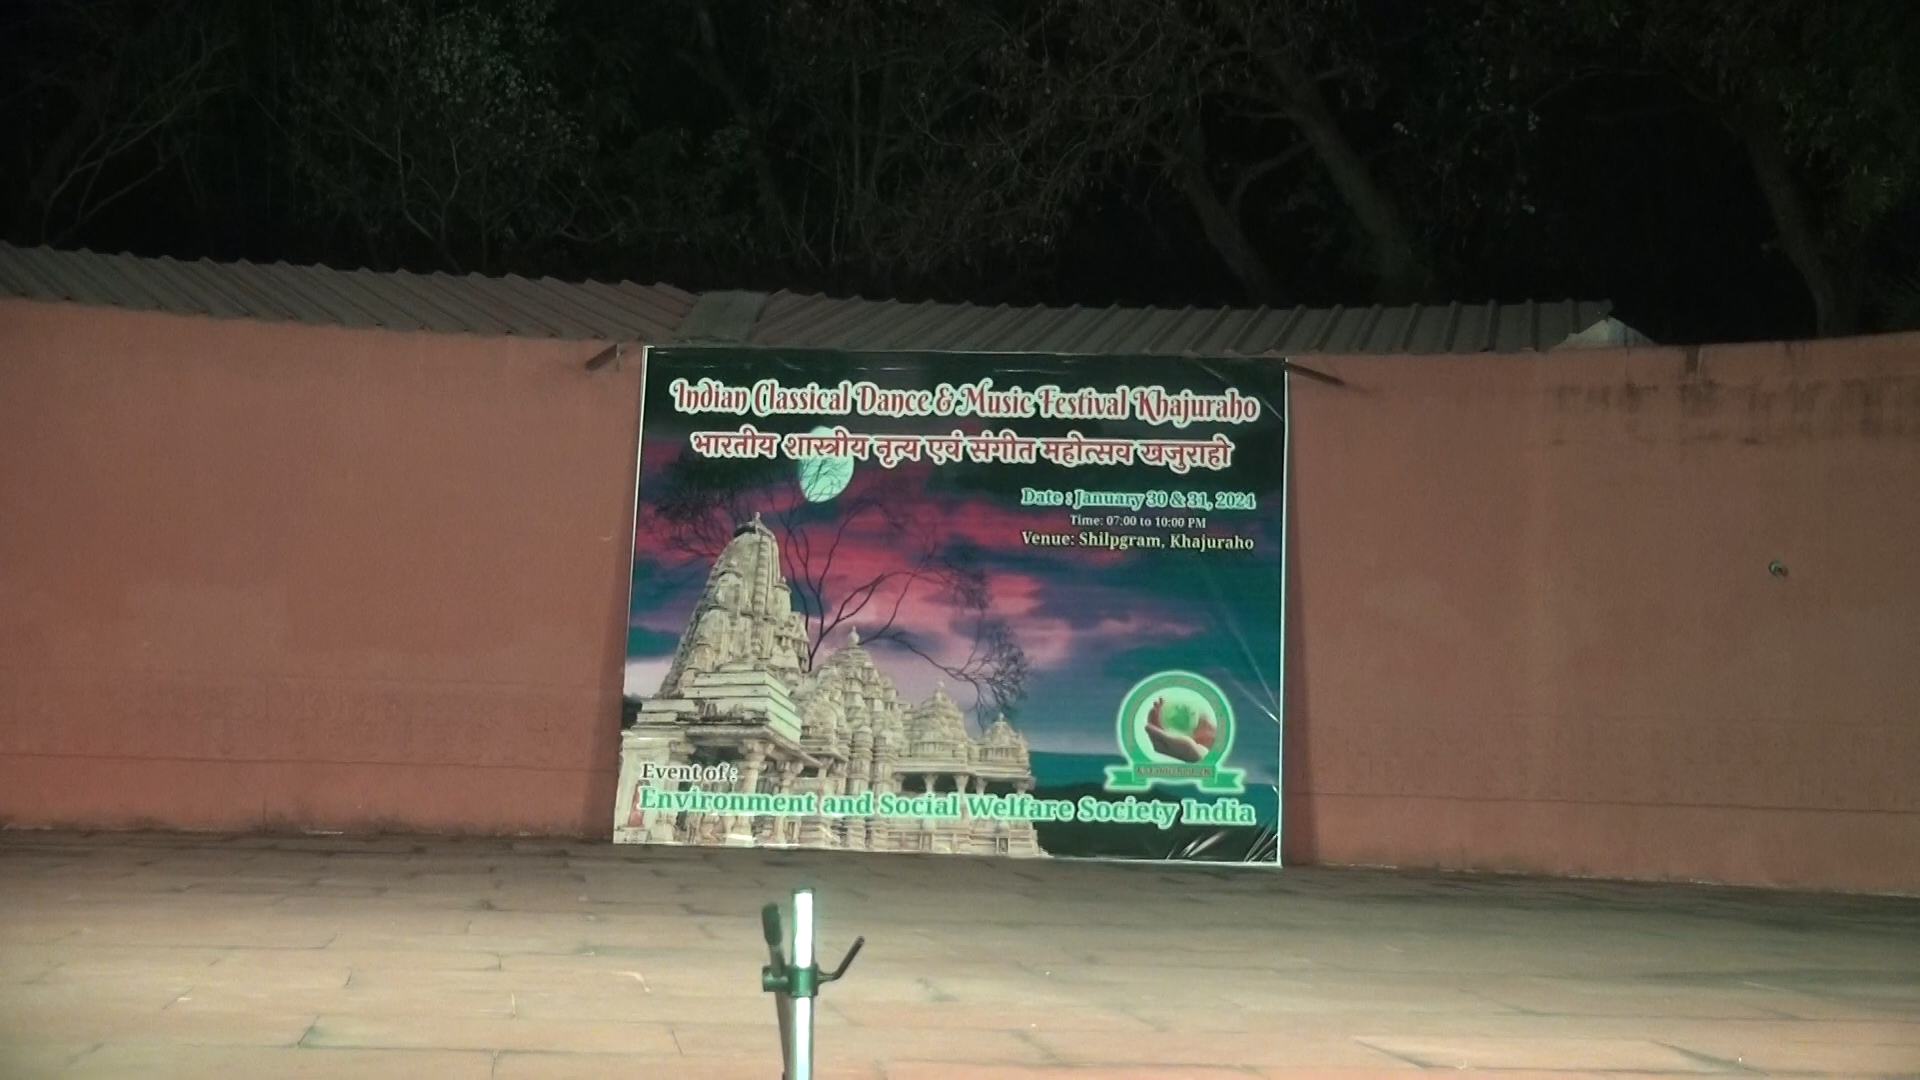 Indian Classical Dance & Music Festival Khajuraho
भारतीय शास्त्रीय नृत्य एवं संगीत महोत्सव खजुराहो
Date : January 30 & 31, 2024
Time: 07:00 to 10:00 PM
Venue: Shilpgram, Khajuraho
Event of :
Environment and Social Welfare Society India